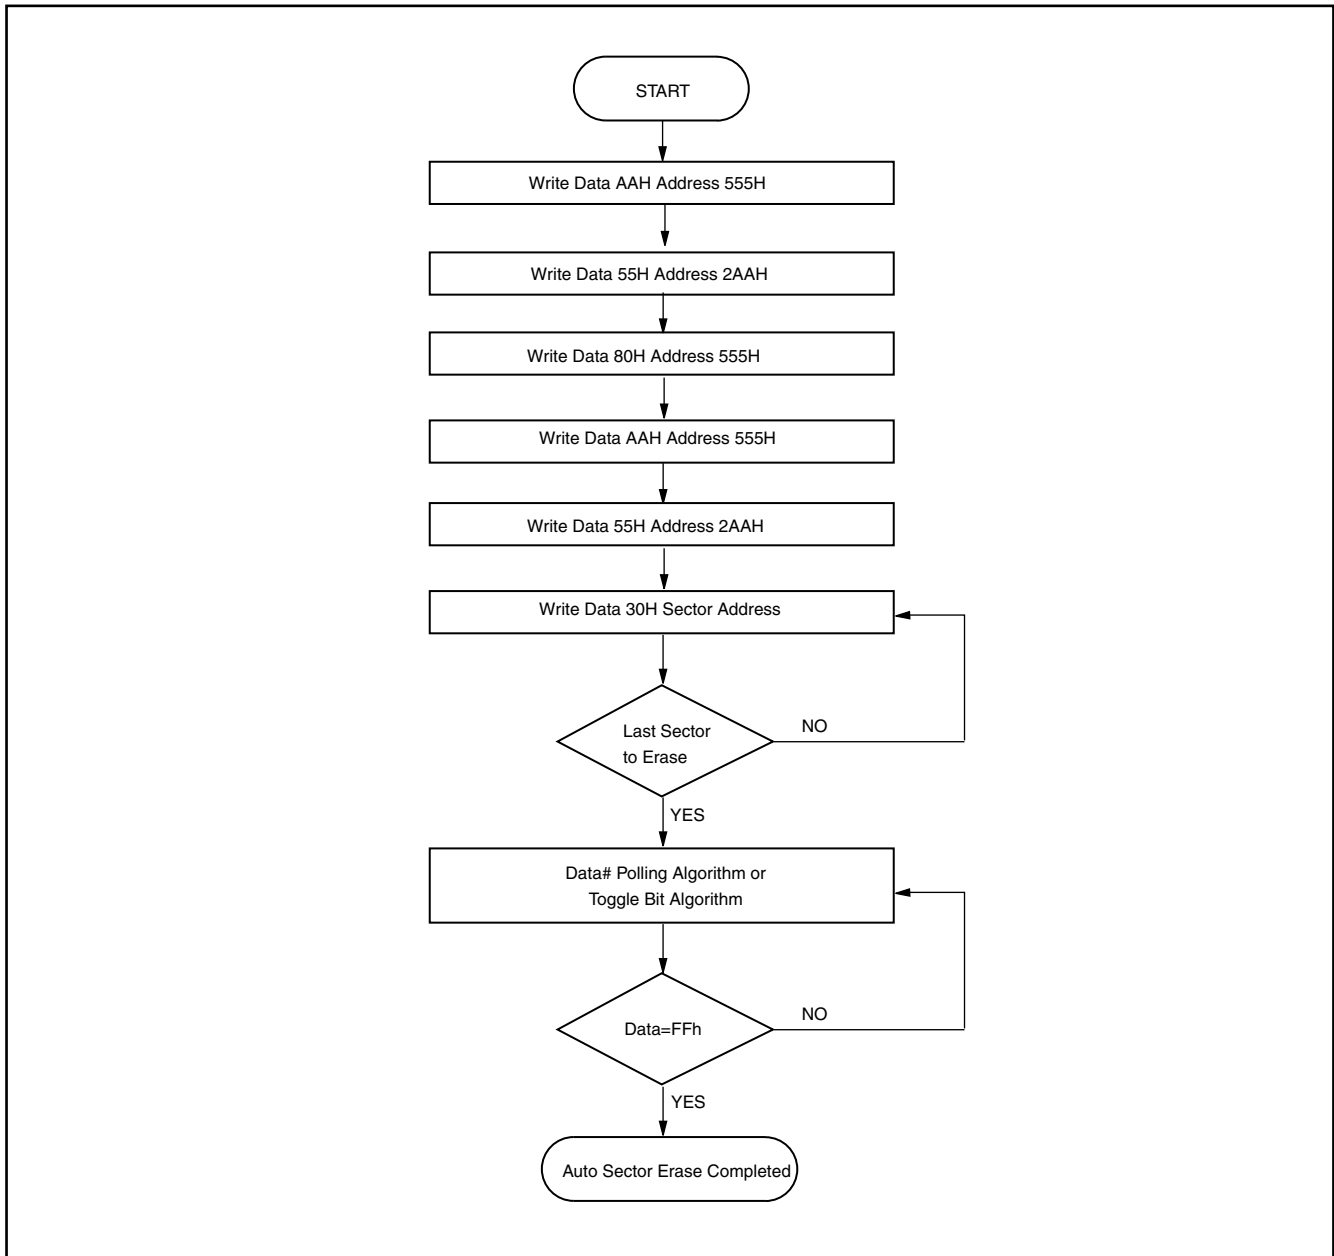 START
Write Data AAH Address 555H
Write Data 55H Address 2AAH
Write Data 80H Address 555H
Write Data AAH Address 555H
Write Data 55H Address 2AAH
Write Data 30H Sector Address
Last Sector
to Erase
NO
YES
Data# Polling Algorithm or
Toggle Bit Algorithm
Data=FFh
NO
YES
Auto Sector Erase Completed